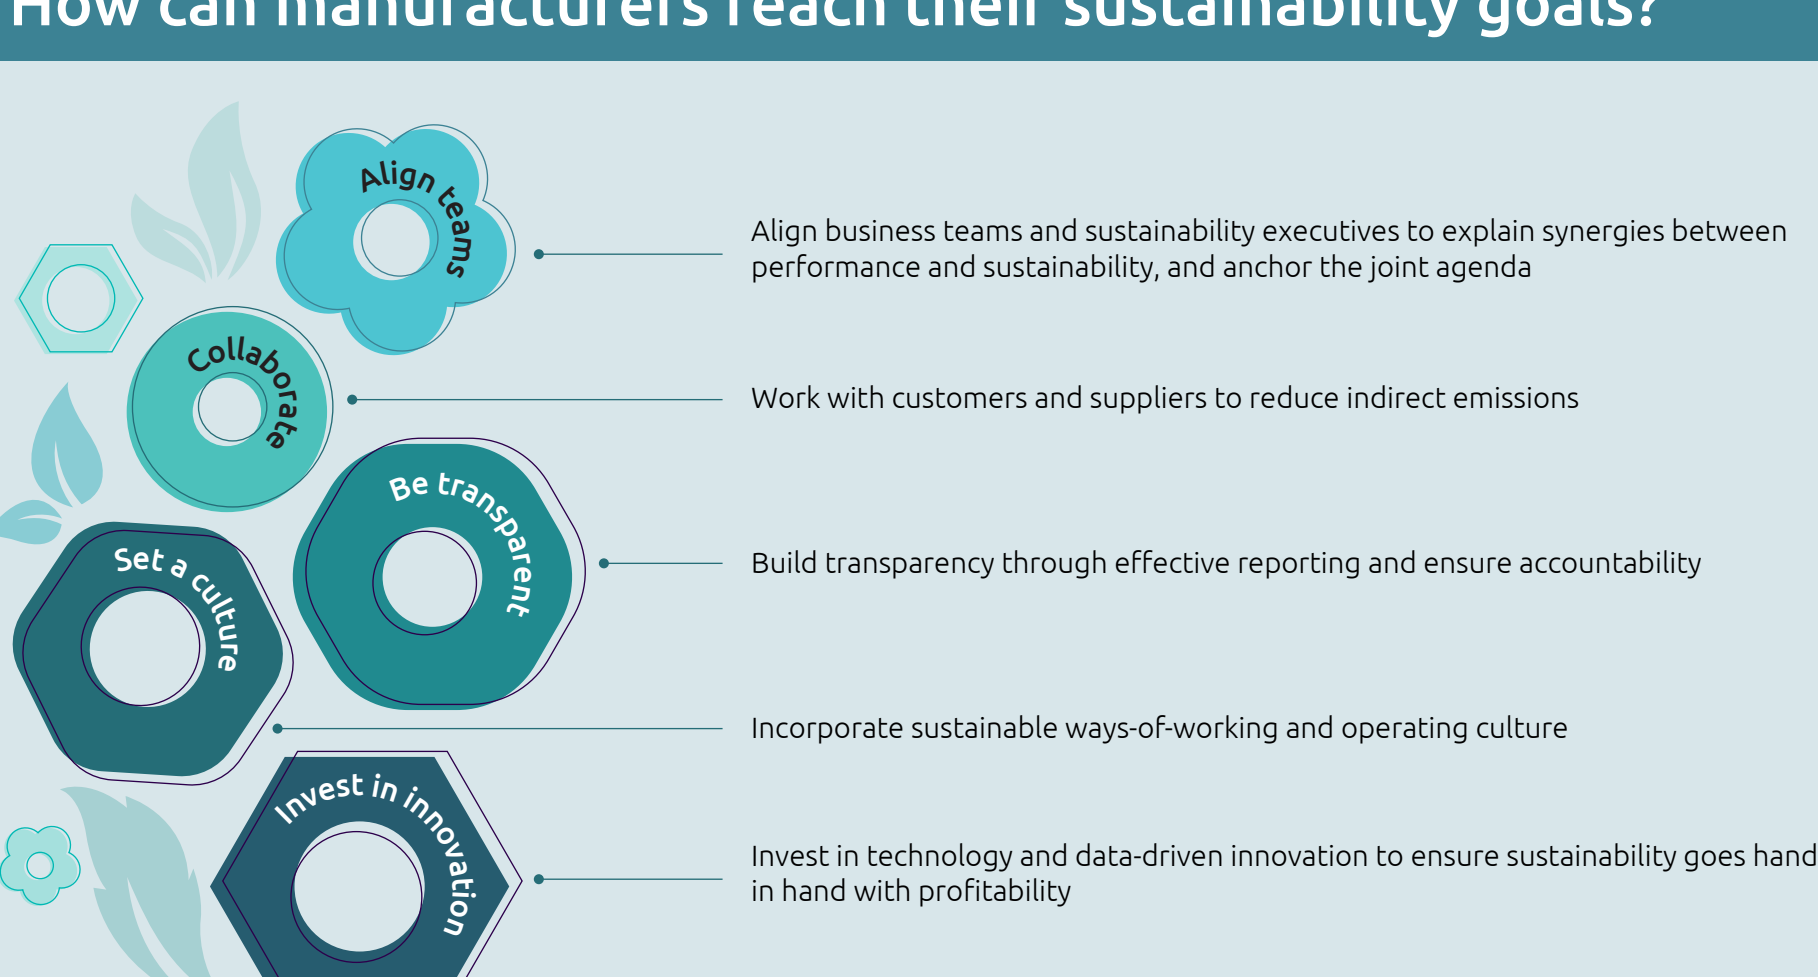 How can manufacturers reach their sustainability goals?
Align teams
Align business teams and sustainability executives to explain synergies between
performance and sustainability, and anchor the joint agenda
Collaborate
Work with customers and suppliers to reduce indirect emissions
Be transparent
Build transparency through effective reporting and ensure accountability
Set a culture
Incorporate sustainable ways-of-working and operating culture
Invest in innovation
Invest in technology and data-driven innovation to ensure sustainability goes hand
in hand with profitability